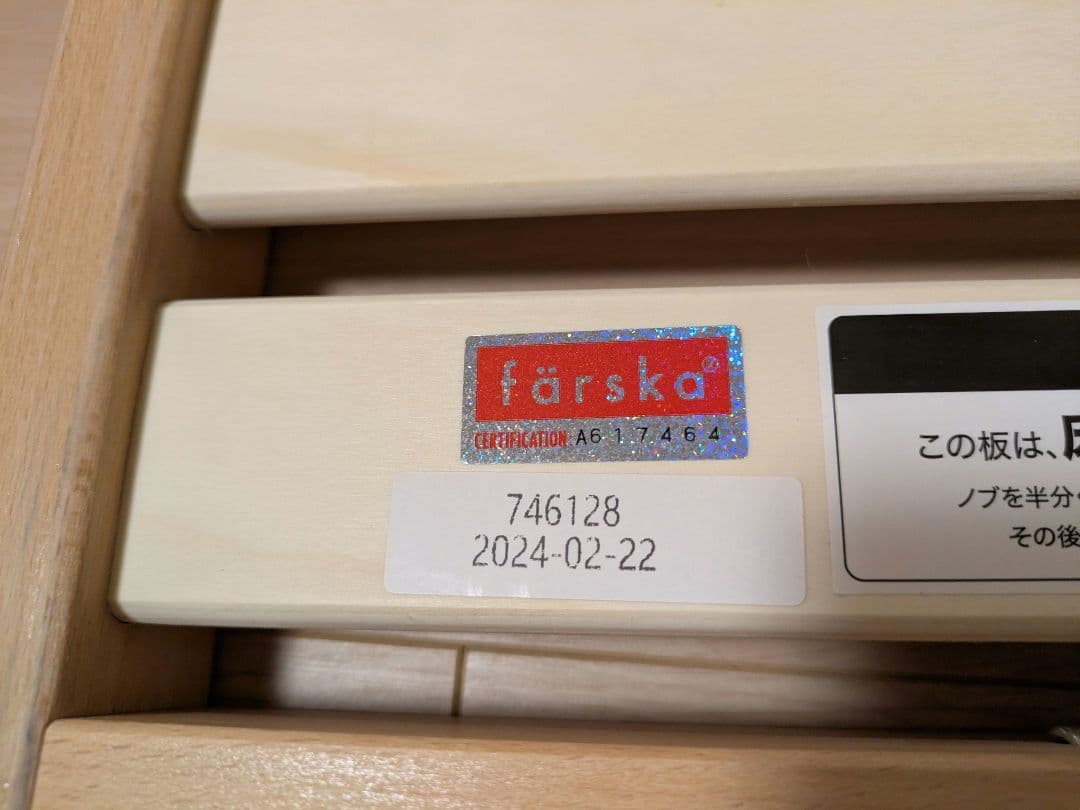 färska®
CERTIFICATION A617464
746128
2024-02-22
この板は、
ノブを半分
その後